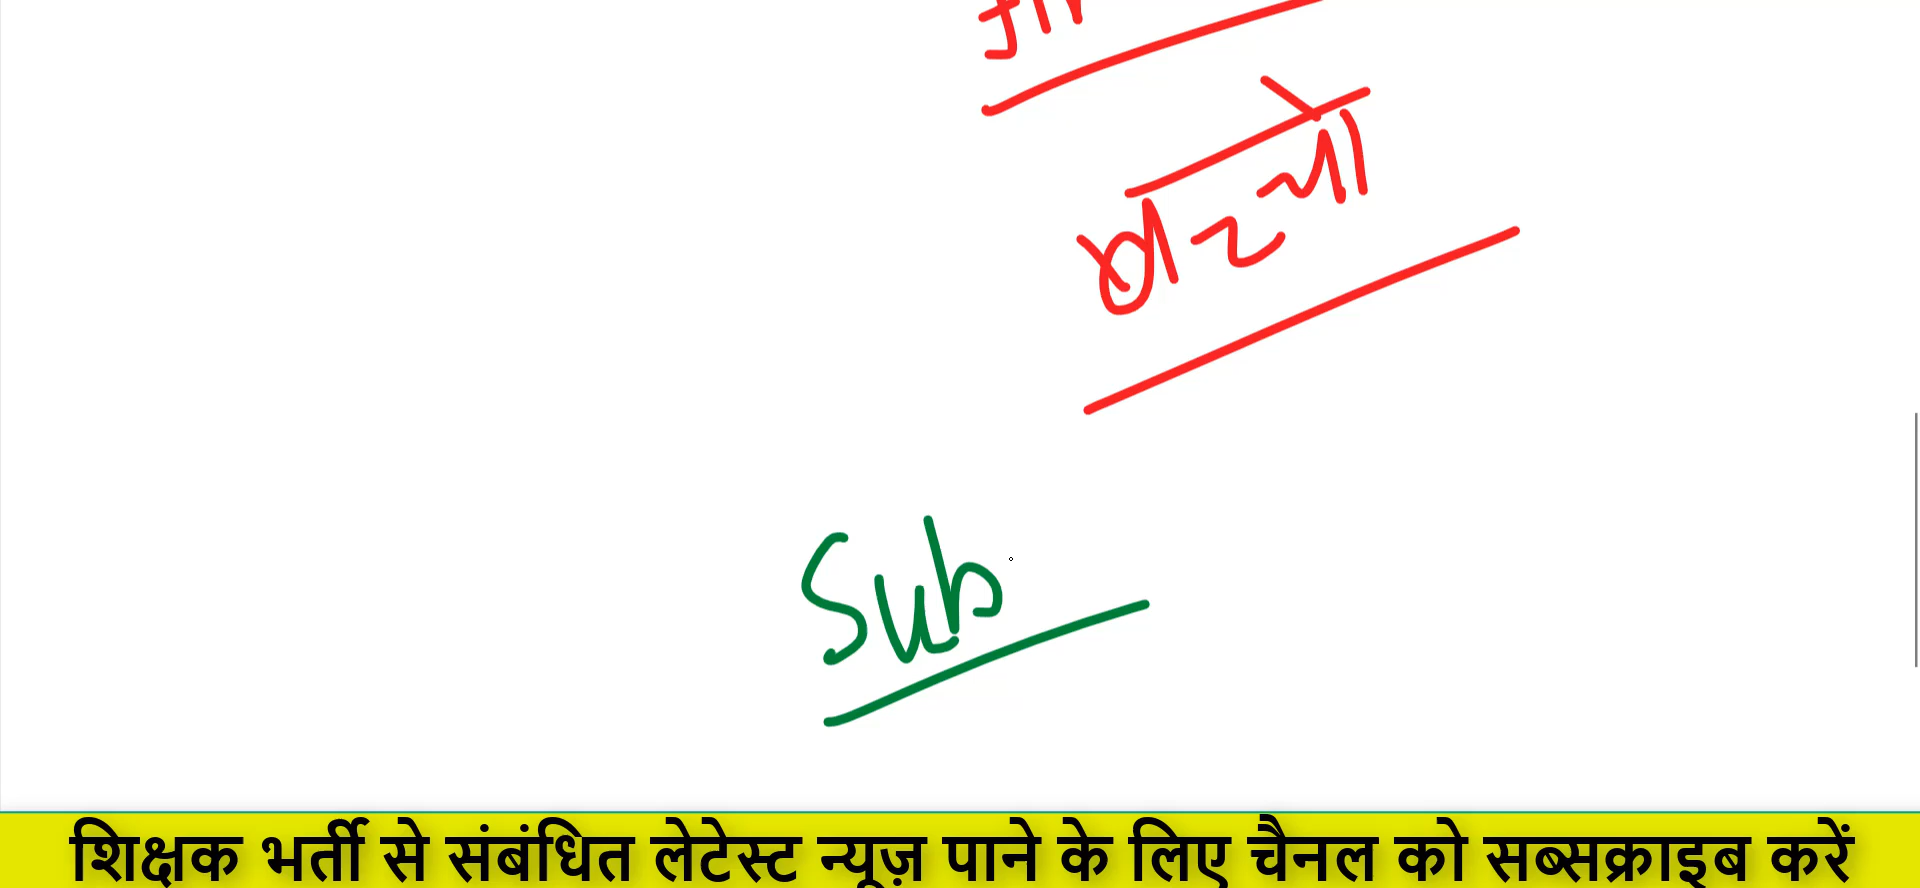 Sub
शिक्षक भर्ती से संबंधित लेटेस्ट न्यूज़ पाने के लिए चैनल को सब्सक्राइब करें